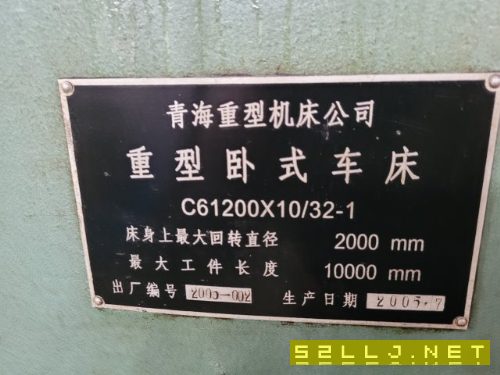 青海重型机床公司
重型卧式车床
C61200X10/32-1
床身上最大回转直径 2000 mm
最大工件长度 10000 mm
出厂编号 2005-002 生产日期 2005.7
52LLJ.NET